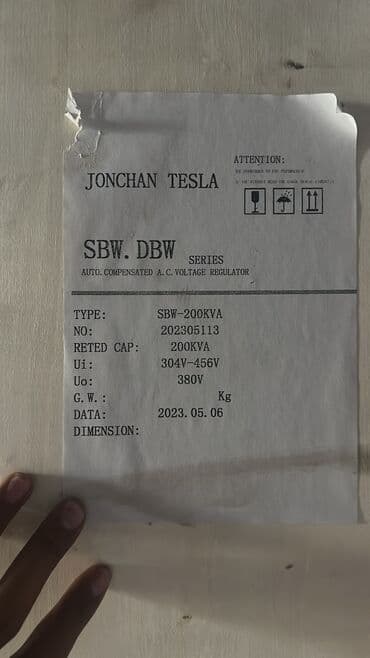 ATTENTION:
JONCHAN TESLA
SBW. DBW SERIES
AUTO. COMPENSATED A. C. VOLTAGE REGULATOR
TYPE: SBW-200KVA
NO: 202305113
RETED CAP: 200KVA
Ui: 304V-456V
Uo: 380V
G. W. : Kg
DATA: 2023. 05. 06
DIMENSION: